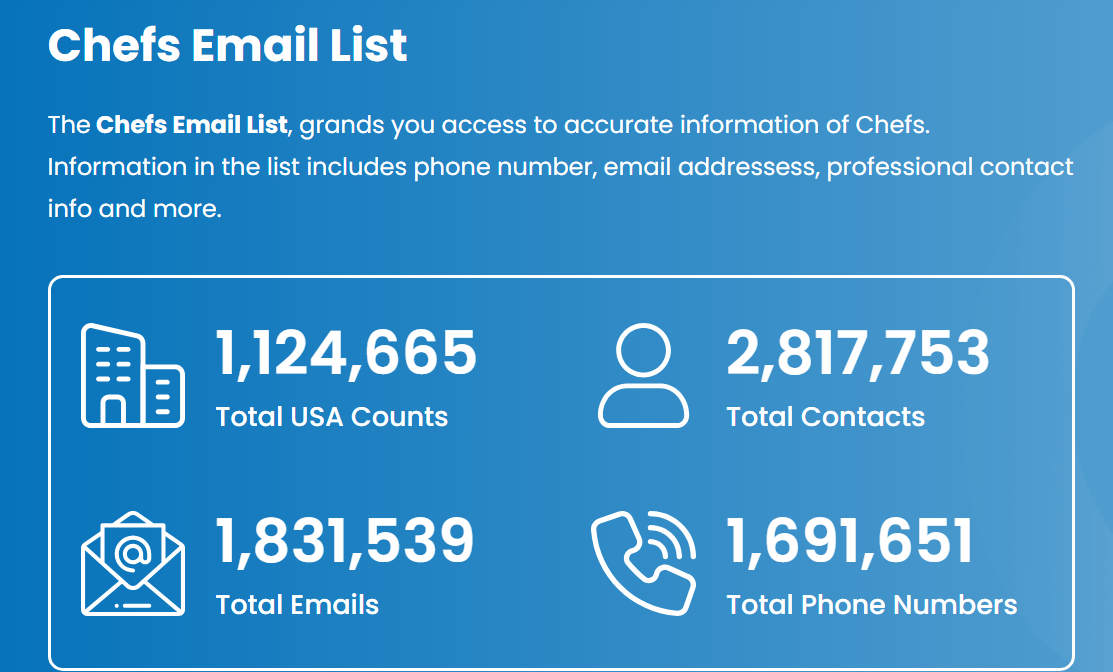 Chefs Email List
The Chefs Email List, grands you access to accurate information of Chefs.
Information in the list includes phone number, email addressess, professional contact
info and more.
1,124,665
Total USA Counts
2,817,753
Total Contacts
1,831,539
Total Emails
1,691,651
Total Phone Numbers